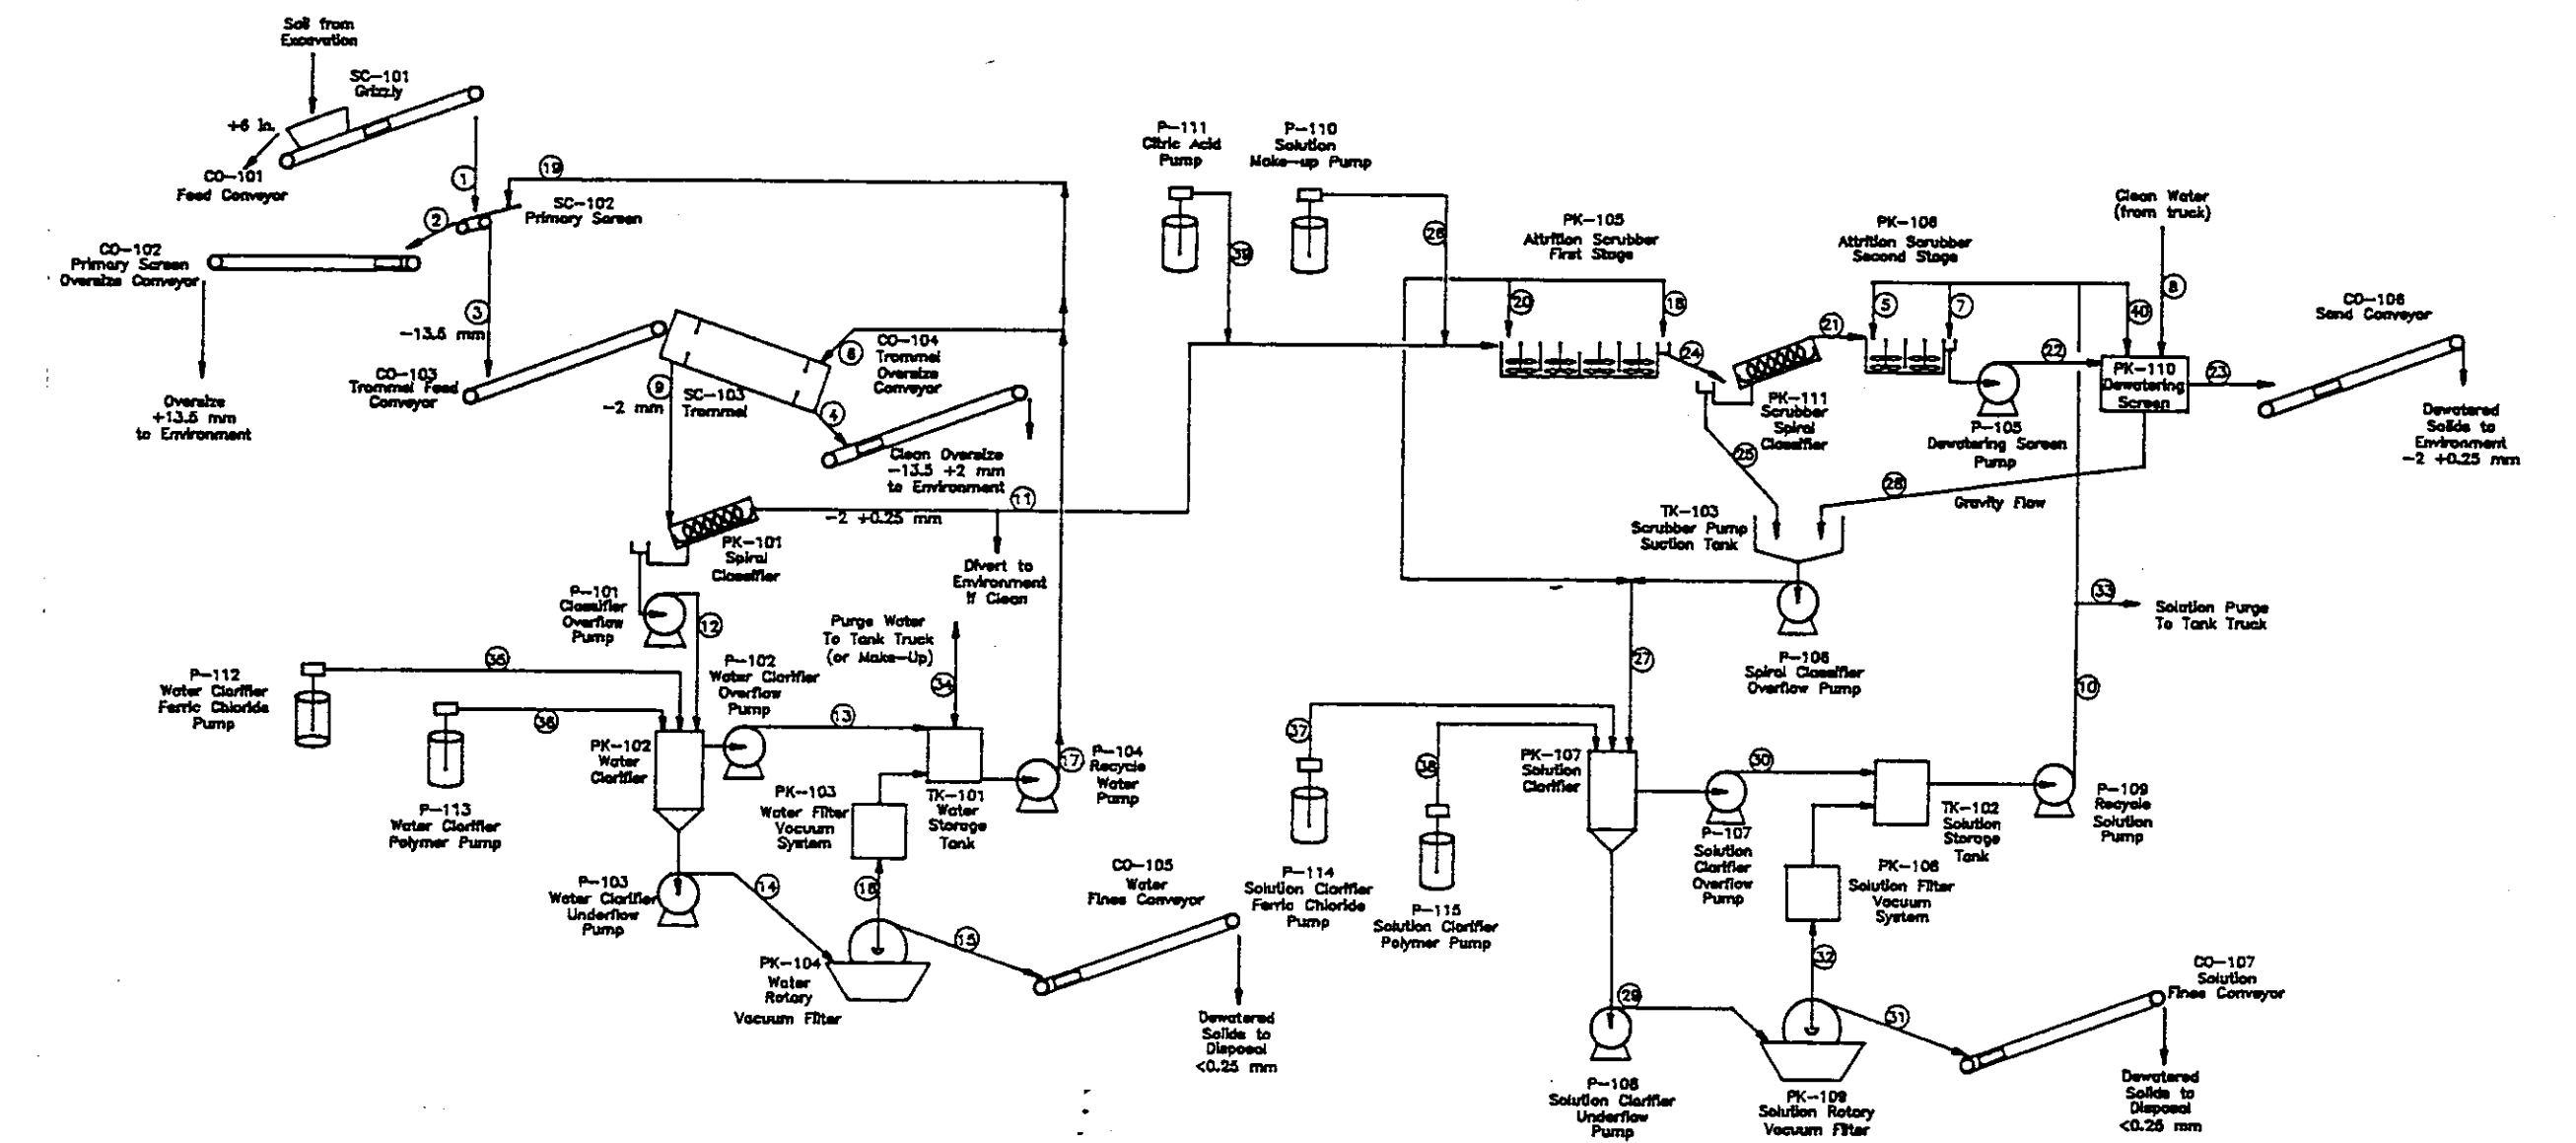 Soil from
Excavation
SC-101
Grizzly
+6 in.
CO-101
Feed Conveyor
1
19
2
SC-102
Primary Screen
CO-102
Primary Screen
Oversize Conveyor
3
-13.5 mm
Oversize
+13.5 mm
to Environment
CO-103
Trommel Feed
Conveyor
9
-2 mm
SC-103
Trommel
6
CO-104
Trommel
Oversize
Conveyor
4
Clean Oversize
-13.5 +2 mm
to Environment
11
-2 +0.25 mm
PK-101
Spiral
Classifier
Divert to
Environment
If Clean
P-101
Classifier
Overflow
Pump
12
Purge Water
To Tank Truck
(or Make-Up)
34
P-112
Water Clarifier
Ferric Chloride
Pump
35
36
P-113
Water Clarifier
Polymer Pump
P-102
Water Clarifier
Overflow
Pump
13
PK-102
Water
Clarifier
PK-103
Water Filter
Vacuum
System
TK-101
Water
Storage
Tank
17
P-104
Recycle
Water
Pump
P-103
Water Clarifier
Underflow
Pump
14
16
15
PK-104
Water
Rotary
Vacuum Filter
CO-105
Water
Fines Conveyor
Dewatered
Solids to
Disposal
<0.25 mm
P-111
Citric Acid
Pump
P-110
Solution
Make-up Pump
39
26
PK-105
Attrition Scrubber
First Stage
20
18
24
21
PK-111
Scrubber
Spiral
Classifier
PK-106
Attrition Scrubber
Second Stage
5
7
Clean Water
(from truck)
8
40
22
PK-110
Dewatering
Screen
23
P-105
Dewatering Screen
Pump
CO-106
Sand Conveyor
Dewatered
Solids to
Environment
-2 +0.25 mm
25
28
Gravity Flow
TK-103
Scrubber Pump
Suction Tank
P-106
Spiral Classifier
Overflow Pump
27
33
Solution Purge
To Tank Truck
10
37
38
PK-107
Solution
Clarifier
30
P-107
Solution
Clarifier
Overflow
Pump
TK-102
Solution
Storage
Tank
P-109
Recycle
Solution
Pump
P-114
Solution Clarifier
Ferric Chloride
Pump
P-115
Solution Clarifier
Polymer Pump
PK-108
Solution Filter
Vacuum
System
32
29
31
P-108
Solution Clarifier
Underflow
Pump
PK-109
Solution Rotary
Vacuum Filter
CO-107
Solution
Fines Conveyor
Dewatered
Solids to
Disposal
<0.25 mm